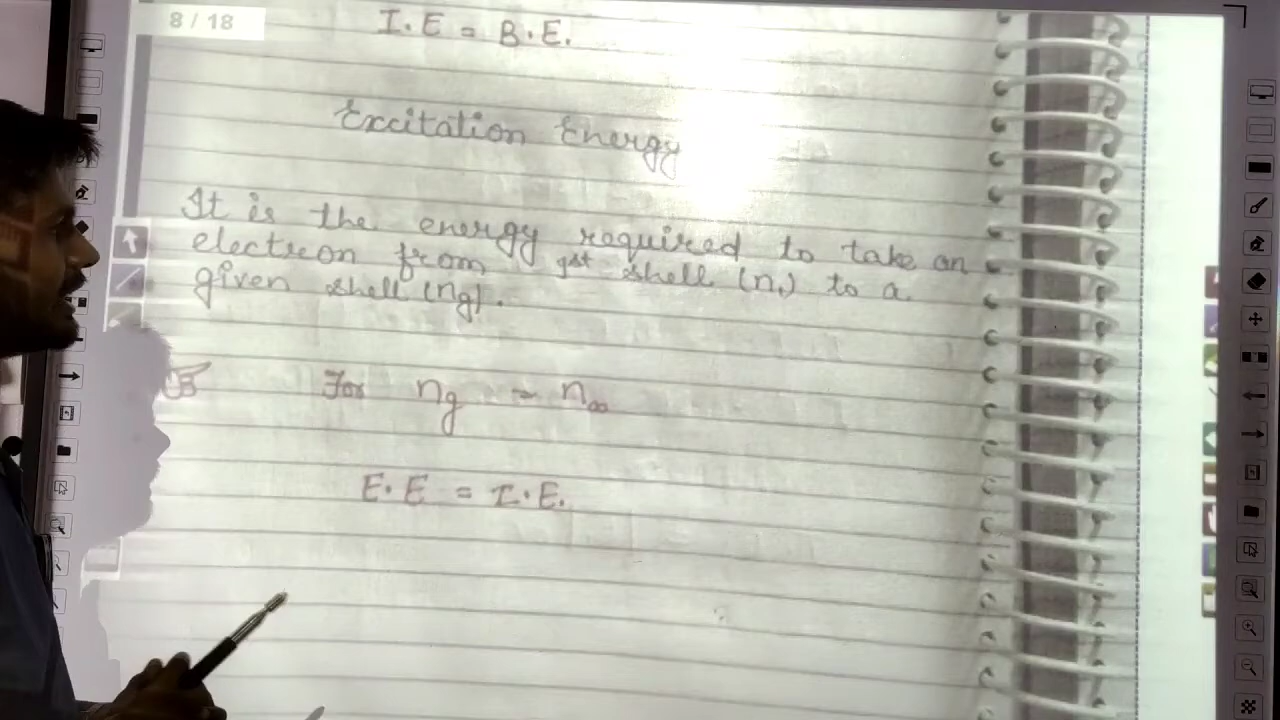 8 / 18
I.E = B.E.
Excitation Energy
It is the energy required to take an
electron from 1st shell (n1) to a
given shell (ng).
For ng = n∞
E.E = I.E.